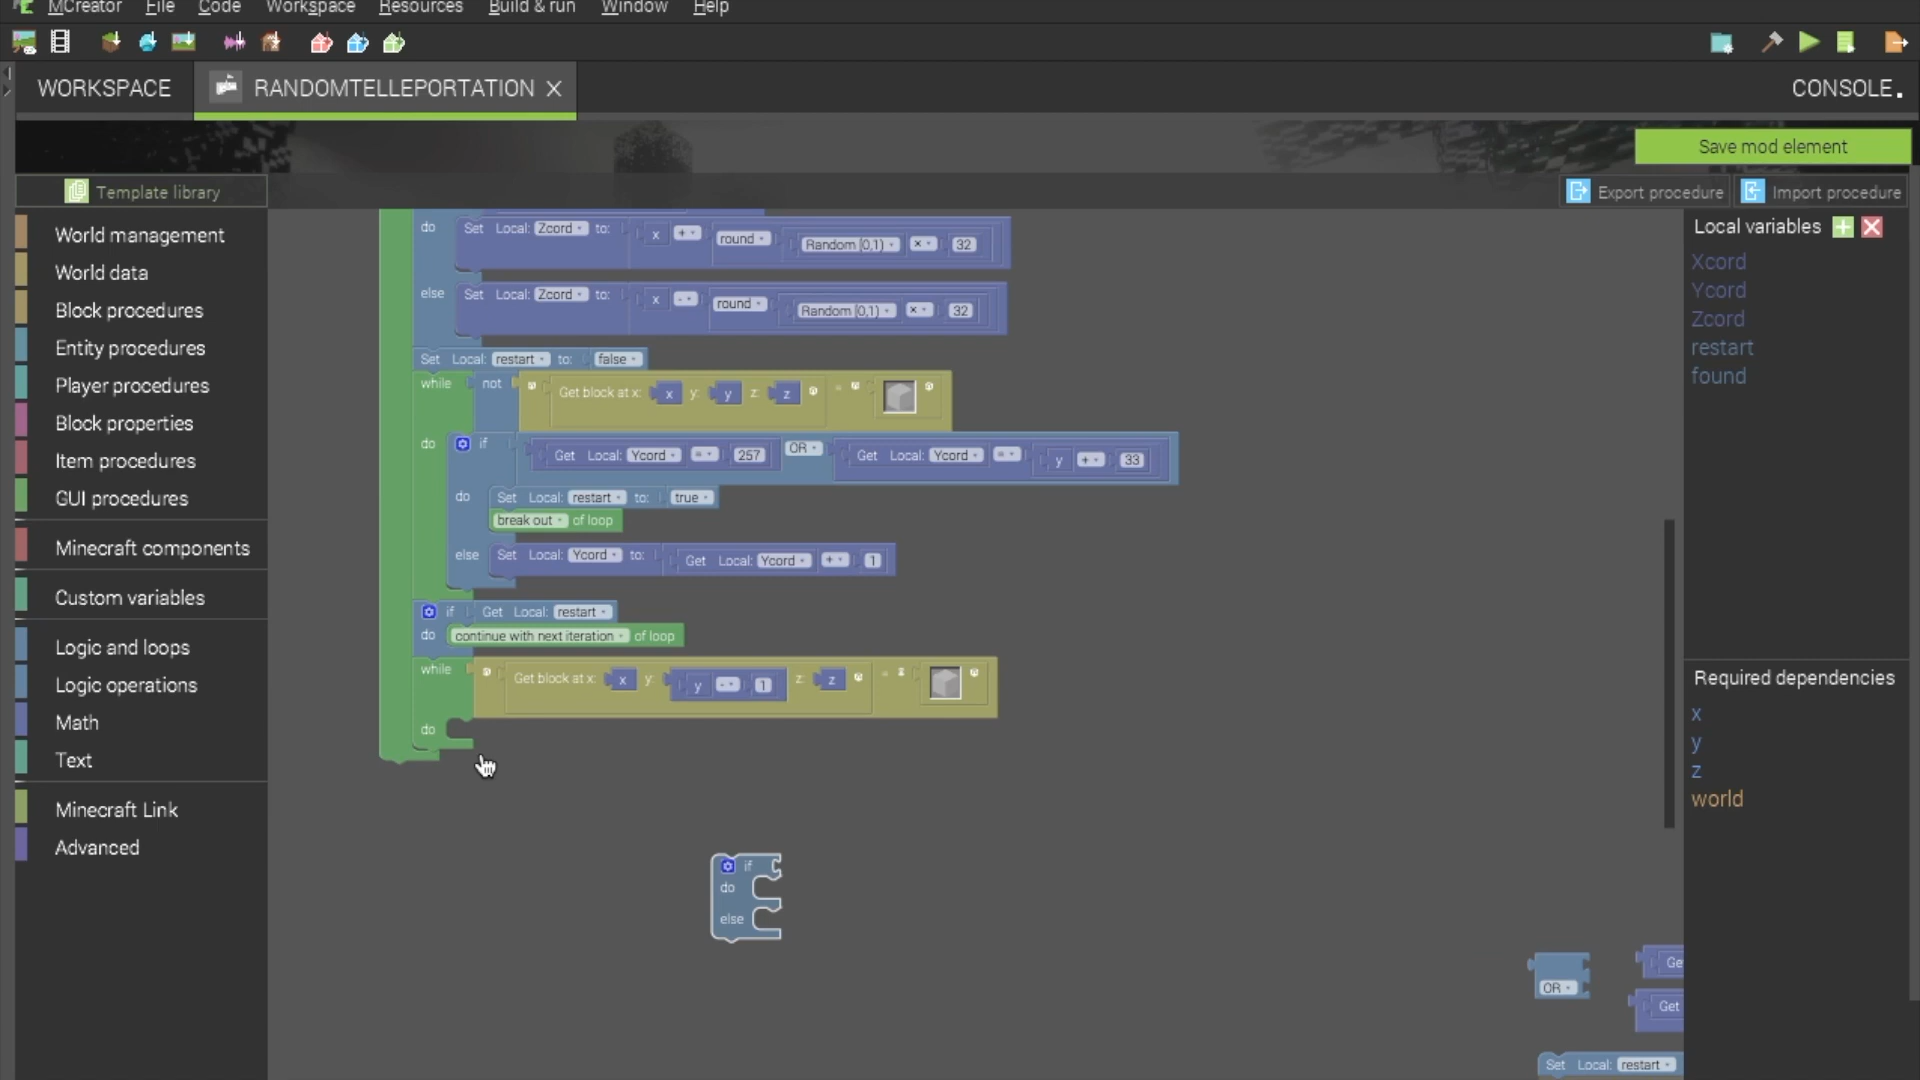 MCreator File Code Workspace Resources Build & run Window Help
WORKSPACE RANDOMTELLEPORTATION CONSOLE
Save mod element
Template library Export procedure Import procedure
World management
World data
Block procedures
Entity procedures
Player procedures
Block properties
Item procedures
GUI procedures
Minecraft components
Custom variables
Logic and loops
Logic operations
Math
Text
Minecraft Link
Advanced
do Set Local: Zcord to: x + round Random [0,1) × 32
else Set Local: Zcord to: x - round Random [0,1) × 32
Set Local: restart to: false
while not Get block at x: x y: y z: z =
do if Get Local: Ycord = 257 OR Get Local: Ycord = y + 33
do Set Local: restart to: true
break out of loop
else Set Local: Ycord to: Get Local: Ycord + 1
if Get Local: restart
do continue with next iteration of loop
while Get block at x: x y: y - 1 z: z =
do
if
do
else
OR
Ge
Get
Set Local: restart
Local variables
Xcord
Ycord
Zcord
restart
found
Required dependencies
x
y
z
world